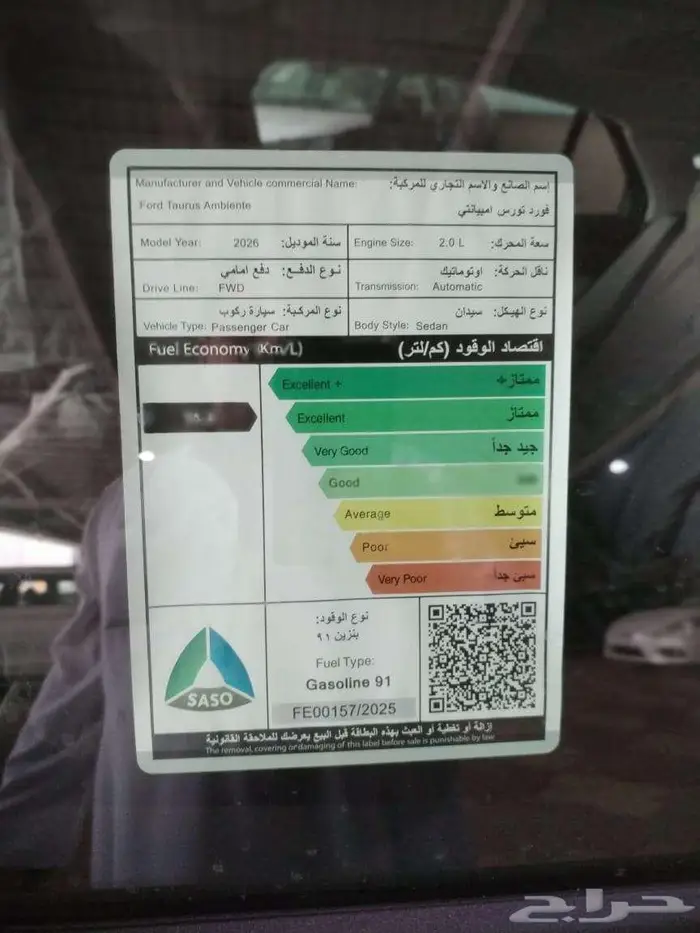 Manufacturer and Vehicle commercial Name: إسم الصانع والاسم التجاري للمركبة:
Ford Taurus Ambiente فورد تورس امبيانتي
Model Year: 2026 سنة الموديل:
Engine Size: 2.0 L سعة المحرك:
نوع الدفع: دفع امامي
Drive Line: FWD
ناقل الحركة: اوتوماتيك
Transmission: Automatic
نوع المركبة: سيارة ركوب
Vehicle Type: Passenger Car
نوع الهيكل: سيدان
Body Style: Sedan
Fuel Economy (Km/L) اقتصاد الوقود (كم/لتر)
Excellent + ممتاز+
Excellent ممتاز
Very Good جيد جداً
Good
Average متوسط
Poor سيئ
Very Poor سيئ جداً
SASO
نوع الوقود:
بنزين ٩١
Fuel Type:
Gasoline 91
FE00157/2025
إزالة أو تغطية أو العبث بهذه البطاقة قبل البيع يعرضك للملاحقة القانونية
The removal, covering or damaging of this label before sale is punishable by law
حراج